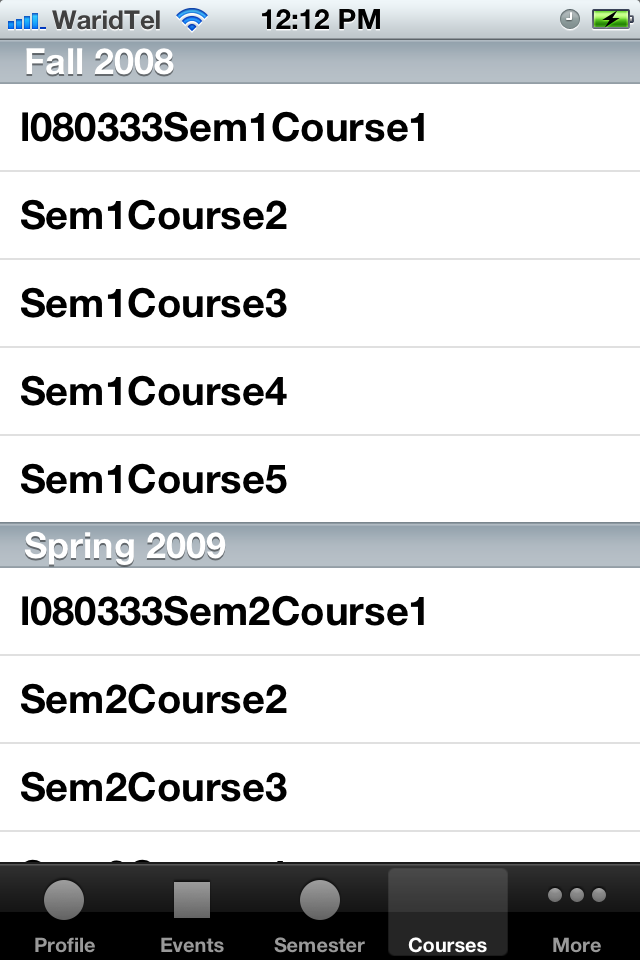 WaridTel 12:12 PM
Fall 2008
I080333Sem1Course1
Sem1Course2
Sem1Course3
Sem1Course4
Sem1Course5
Spring 2009
I080333Sem2Course1
Sem2Course2
Sem2Course3
Profile Events Semester Courses More